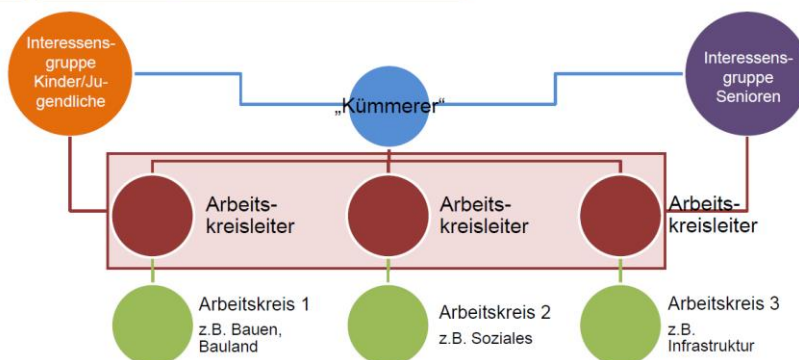 Interessens-
gruppe
Kinder/Ju-
gendliche
„Kümmerer“
Interessens-
gruppe
Senioren
Arbeits-
kreisleiter
Arbeits-
kreisleiter
Arbeits-
kreisleiter
Arbeitskreis 1
z.B. Bauen,
Bauland
Arbeitskreis 2
z.B. Soziales
Arbeitskreis 3
z.B.
Infrastruktur